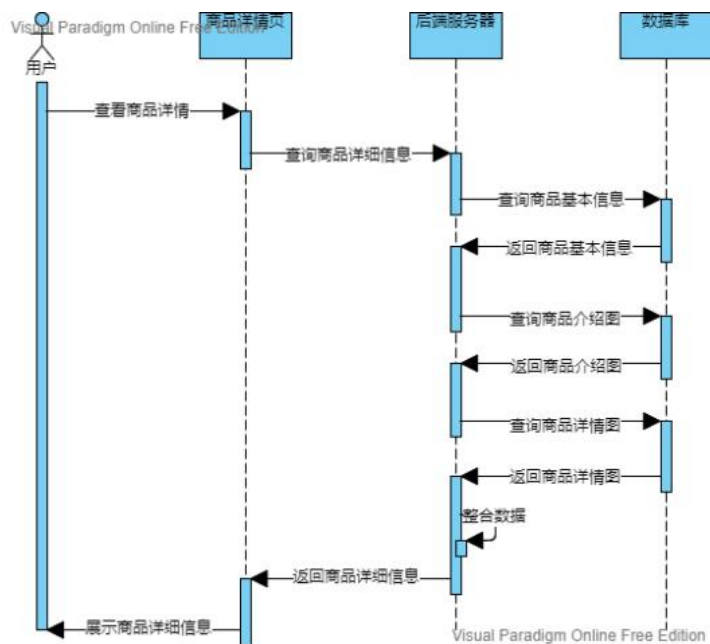 Visual Paradigm Online Free Edition
商品详情页
后端服务器
数据库
用户
查看商品详情
查询商品详细信息
查询商品基本信息
返回商品基本信息
查询商品介绍图
返回商品介绍图
查询商品详情图
返回商品详情图
整合数据
返回商品详细信息
展示商品详细信息
Visual Paradigm Online Free Edition